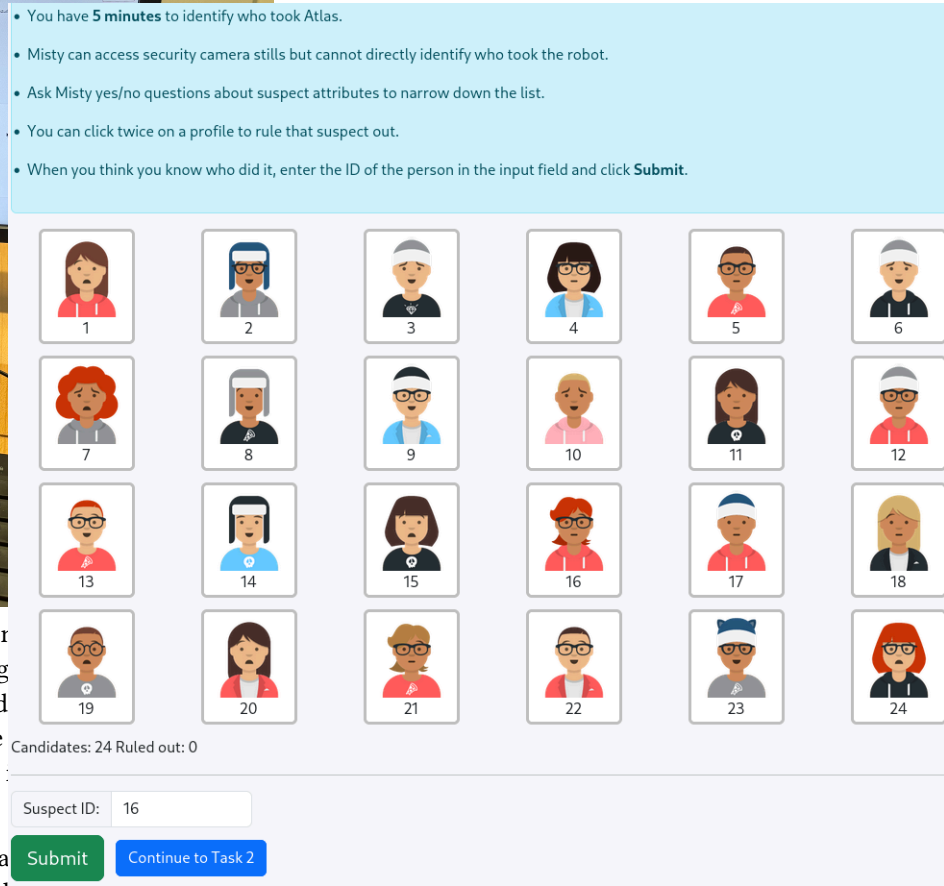 You have 5 minutes to identify who took Atlas.
Misty can access security camera stills but cannot directly identify who took the robot.
Ask Misty yes/no questions about suspect attributes to narrow down the list.
You can click twice on a profile to rule that suspect out.
When you think you know who did it, enter the ID of the person in the input field and click Submit.
1 2 3 4 5 6
7 8 9 10 11 12
13 14 15 16 17 18
19 20 21 22 23 24
Candidates: 24 Ruled out: 0
Suspect ID: 16
Submit Continue to Task 2